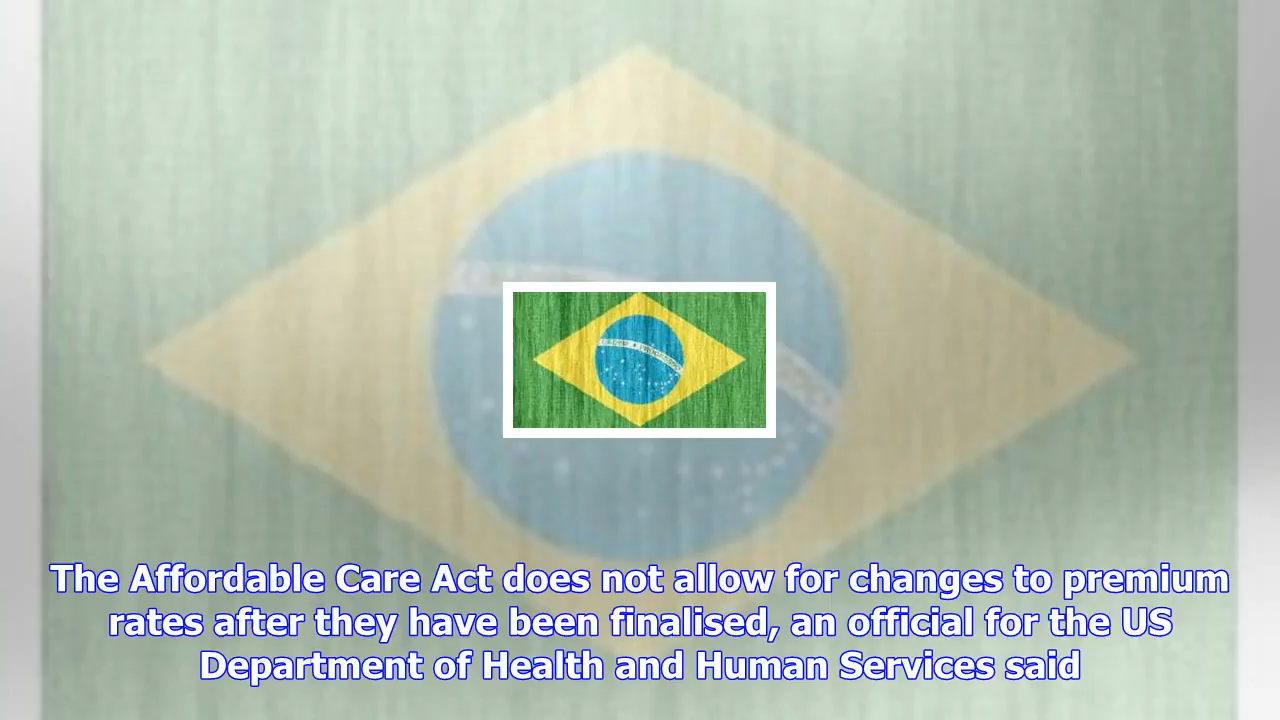 The Affordable Care Act does not allow for changes to premium
rates after they have been finalised, an official for the US
Department of Health and Human Services said